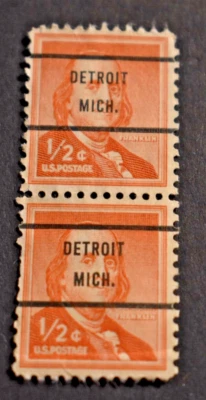 DETROIT
MICH.
FRANKLIN
1/2¢
U.S.POSTAGE
DETROIT
MICH.
FRANKLIN
1/2¢
U.S.POSTAGE